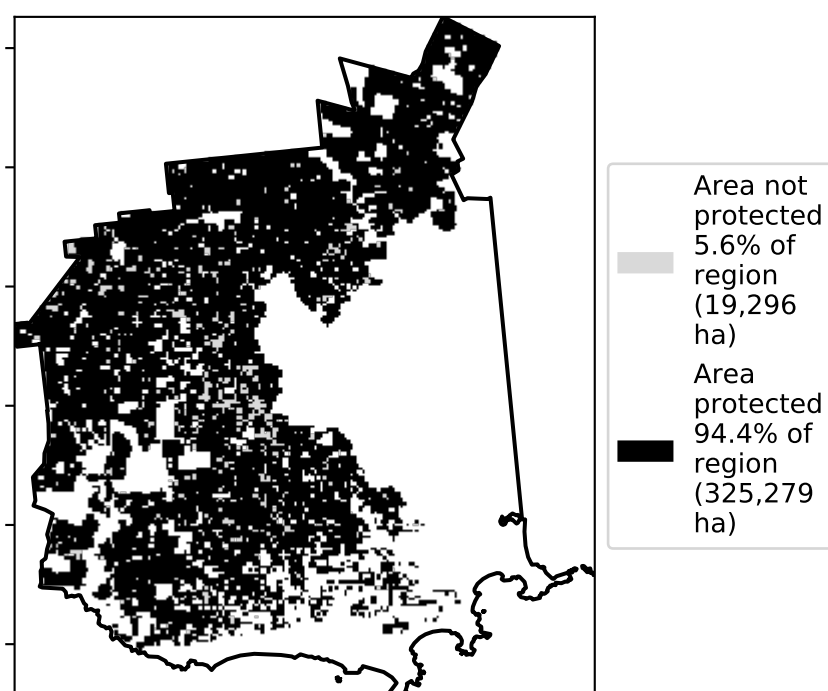 Area not
protected
5.6% of
region
(19,296
ha)
Area
protected
94.4% of
region
(325,279
ha)